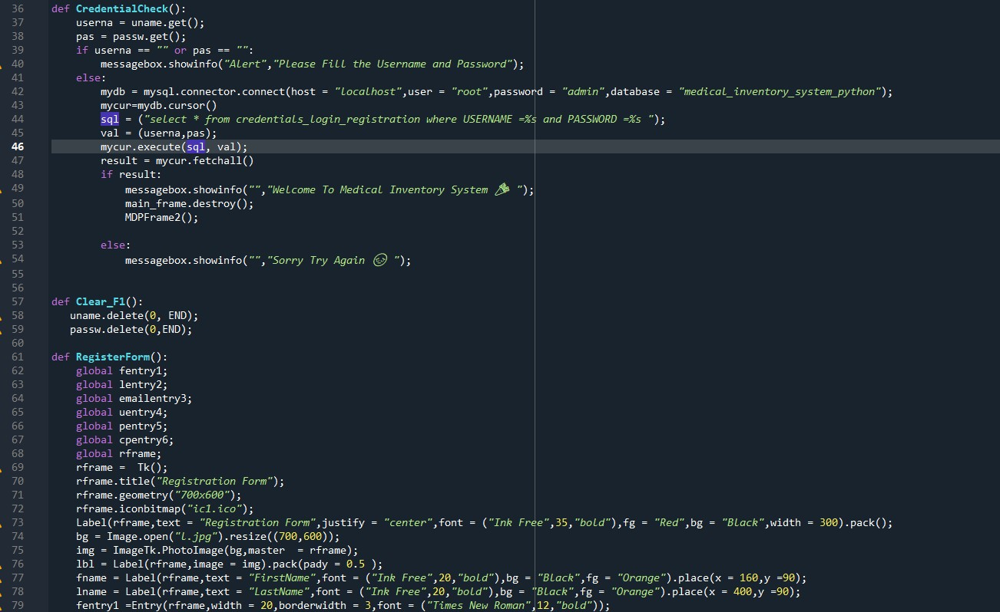 36 def CredentialCheck():
37     userna = uname.get();
38     pas = passw.get();
39     if userna == "" or pas == "":
40         messagebox.showinfo("Alert","Please Fill the Username and Password");
41     else:
42         mydb = mysql.connector.connect(host = "localhost",user = "root",password = "admin",database = "medical_inventory_system_python");
43         mycur=mydb.cursor()
44         sql = ("select * from credentials_login_registration where USERNAME =%s and PASSWORD =%s ");
45         val = (userna,pas);
46         mycur.execute(sql, val);
47         result = mycur.fetchall()
48         if result:
49             messagebox.showinfo("","Welcome To Medical Inventory System 🎉 ");
50             main_frame.destroy();
51             MDPFrame2();
52
53         else:
54             messagebox.showinfo("","Sorry Try Again ");
55
56
57 def Clear_F1():
58    uname.delete(0, END);
59    passw.delete(0,END);
60
61 def RegisterForm():
62     global fentry1;
63     global lentry2;
64     global emailentry3;
65     global uentry4;
66     global pentry5;
67     global cpentry6;
68     global rframe;
69     rframe =  Tk();
70     rframe.title("Registration Form");
71     rframe.geometry("700x600");
72     rframe.iconbitmap("ic1.ico");
73     Label(rframe,text = "Registration Form",justify = "center",font = ("Ink Free",35,"bold"),fg = "Red",bg = "Black",width = 300).pack();
74     bg = Image.open("l.jpg").resize((700,600));
75     img = ImageTk.PhotoImage(bg,master  = rframe);
76     lbl = Label(rframe,image = img).pack(pady = 0.5 );
77     fname = Label(rframe,text = "FirstName",font = ("Ink Free",20,"bold"),bg = "Black",fg = "Orange").place(x = 160,y =90);
78     lname = Label(rframe,text = "LastName",font = ("Ink Free",20,"bold"),bg = "Black",fg = "Orange").place(x = 400,y =90);
79     fentry1 =Entry(rframe,width = 20,borderwidth = 3,font = ("Times New Roman",12,"bold"));